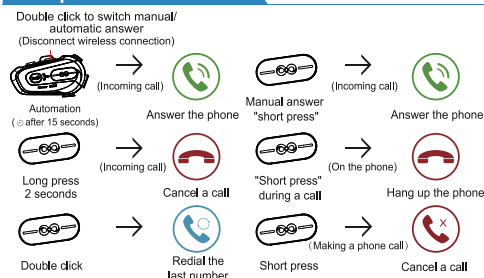 Double click to switch manual/
automatic answer
(Disconnect wireless connection)
(Incoming call)
(Incoming call)
Automation
(after 15 seconds)
Answer the phone
Manual answer
"short press"
Answer the phone
(Incoming call)
(On the phone)
Long press
2 seconds
Cancel a call
"Short press"
during a call
Hang up the phone
(Making a phone call)
Double click
Redial the
last number
Short press
Cancel a call